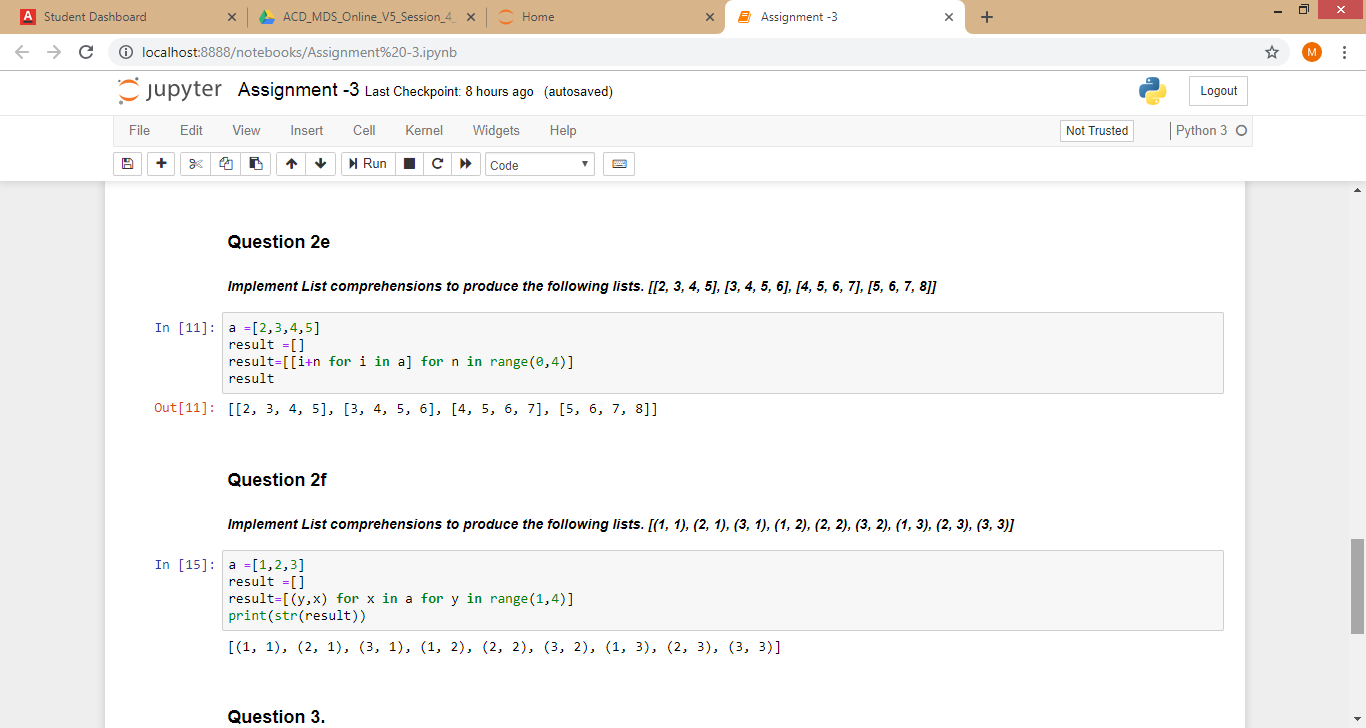 Student Dashboard
ACD_MDS_Online_V5_Session_4_
Home
Assignment -3
localhost:8888/notebooks/Assignment%20-3.ipynb
M
jupyter Assignment -3 Last Checkpoint: 8 hours ago (autosaved)
Logout
File Edit View Insert Cell Kernel Widgets Help
Not Trusted
Python 3
Run
Code
Question 2e
Implement List comprehensions to produce the following lists. [[2, 3, 4, 5], [3, 4, 5, 6], [4, 5, 6, 7], [5, 6, 7, 8]]
In [11]: a =[2,3,4,5]
result =[]
result=[[i+n for i in a] for n in range(0,4)]
result
Out[11]: [[2, 3, 4, 5], [3, 4, 5, 6], [4, 5, 6, 7], [5, 6, 7, 8]]
Question 2f
Implement List comprehensions to produce the following lists. [(1, 1), (2, 1), (3, 1), (1, 2), (2, 2), (3, 2), (1, 3), (2, 3), (3, 3)]
In [15]: a =[1,2,3]
result =[]
result=[(y,x) for x in a for y in range(1,4)]
print(str(result))
[(1, 1), (2, 1), (3, 1), (1, 2), (2, 2), (3, 2), (1, 3), (2, 3), (3, 3)]
Question 3.